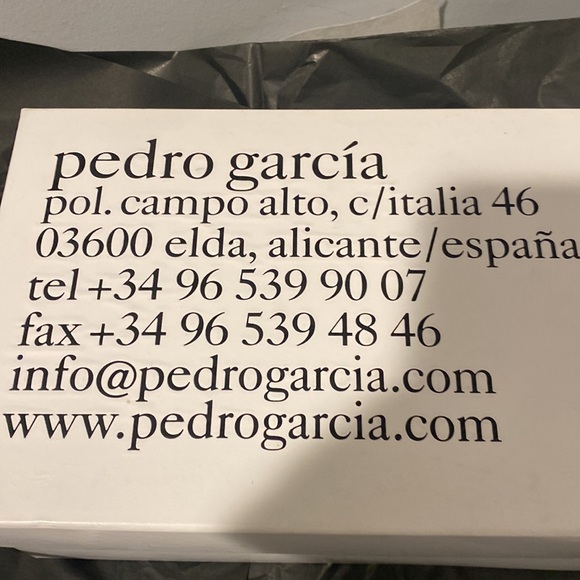 pedro garcía
pol. campo alto, c/italia 46
03600 elda, alicante/españa
tel +34 96 539 90 07
fax +34 96 539 48 46
info@pedrogarcia.com
www.pedrogarcia.com